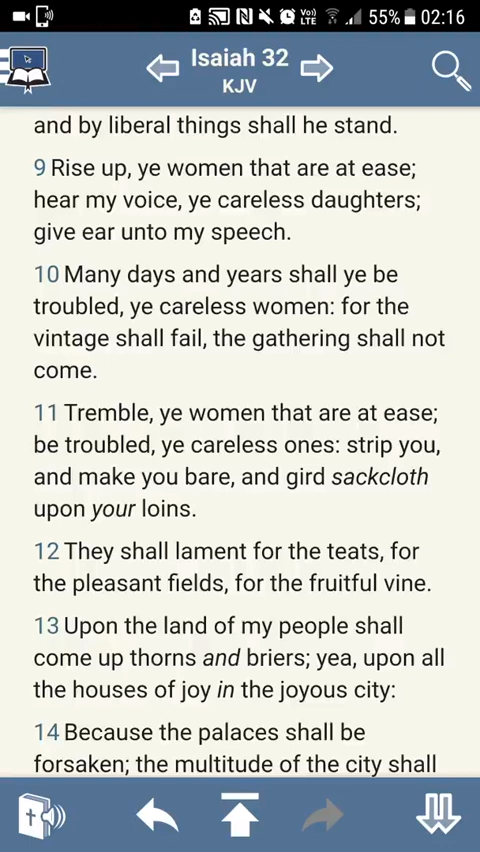 Vo)) LTE 55% 02:16
Isaiah 32
KJV
and by liberal things shall he stand.
9 Rise up, ye women that are at ease;
hear my voice, ye careless daughters;
give ear unto my speech.
10 Many days and years shall ye be
troubled, ye careless women: for the
vintage shall fail, the gathering shall not
come.
11 Tremble, ye women that are at ease;
be troubled, ye careless ones: strip you,
and make you bare, and gird sackcloth
upon your loins.
12 They shall lament for the teats, for
the pleasant fields, for the fruitful vine.
13 Upon the land of my people shall
come up thorns and briers; yea, upon all
the houses of joy in the joyous city:
14 Because the palaces shall be
forsaken; the multitude of the city shall